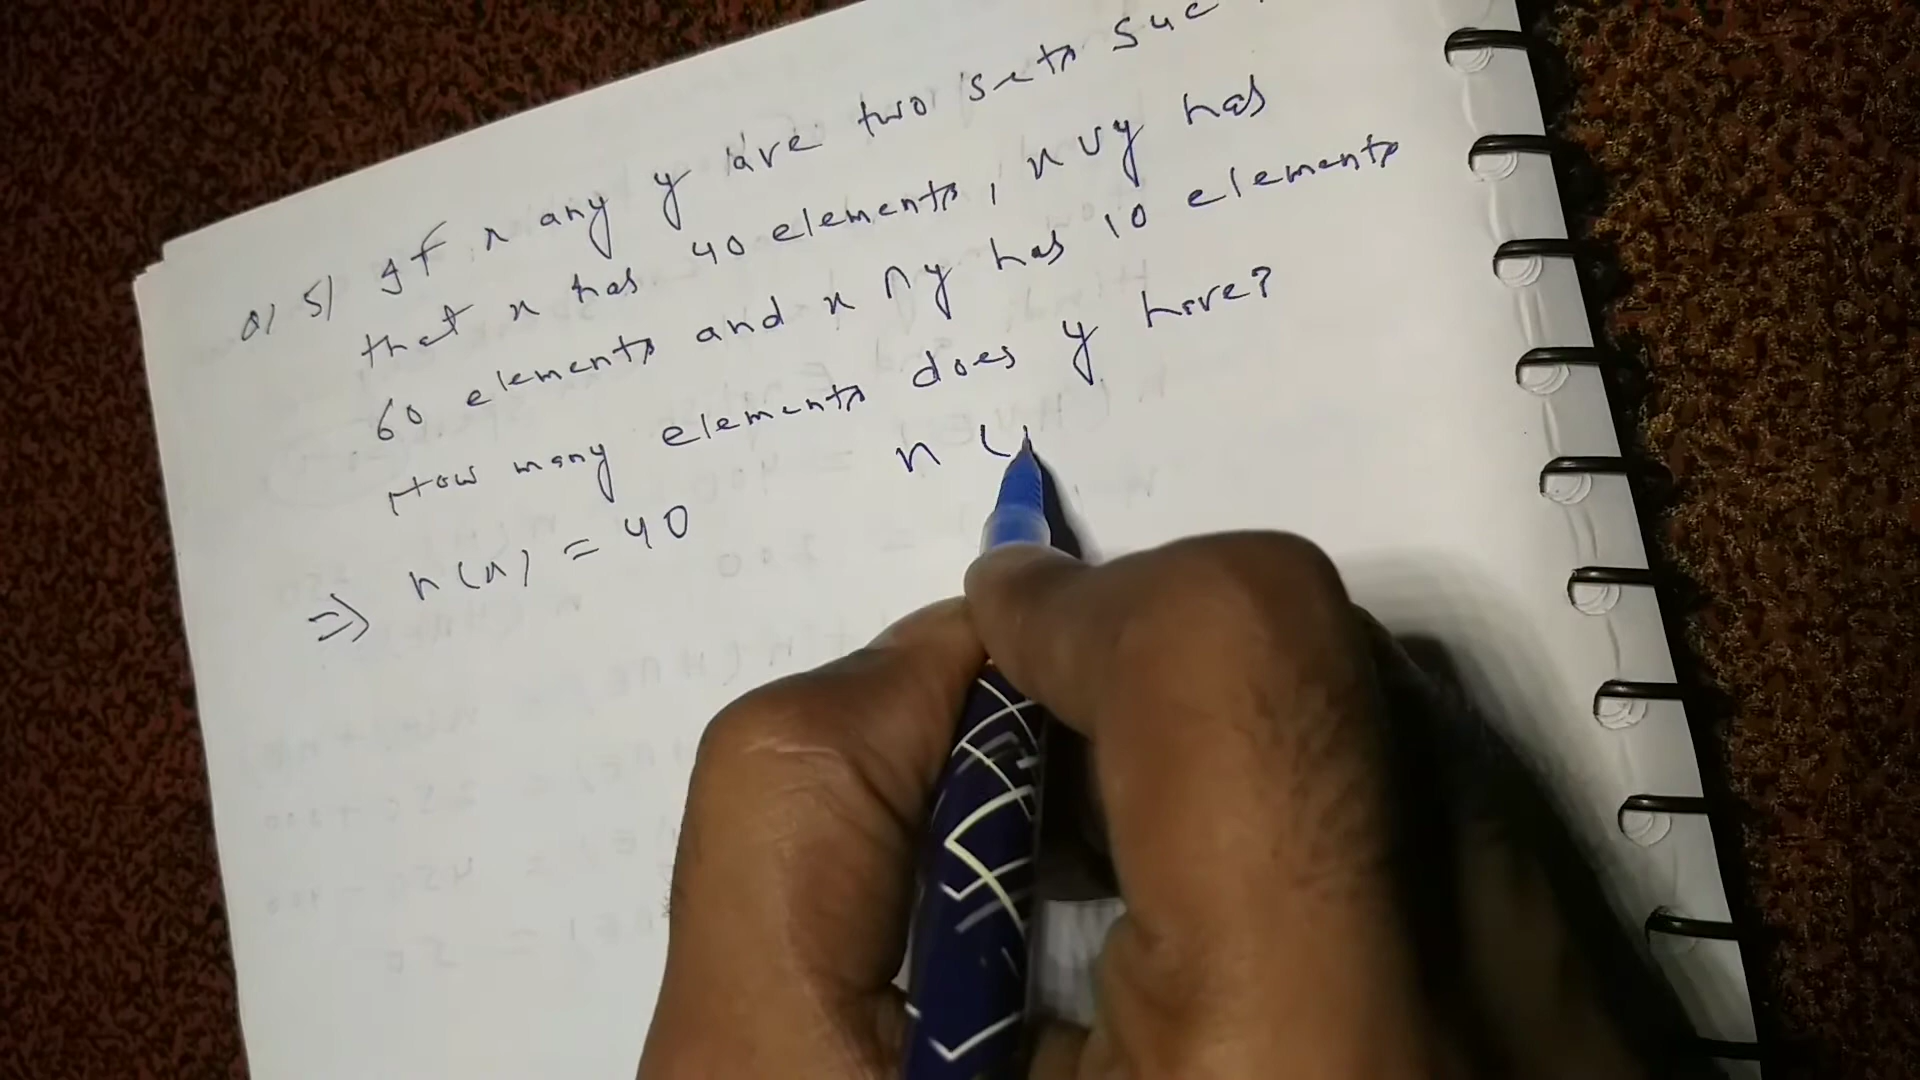 Q/ 5/ If x any y are two sets suc
that x has 40 elements, x ∪ y has
60 elements and x ∩ y has 10 elements
How many elements does y have?
⇒ n(x) = 40 n (